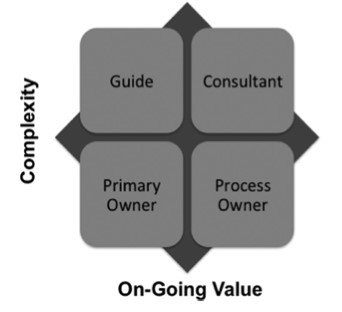 Complexity
Guide
Consultant
Primary
Owner
Process
Owner
On-Going Value